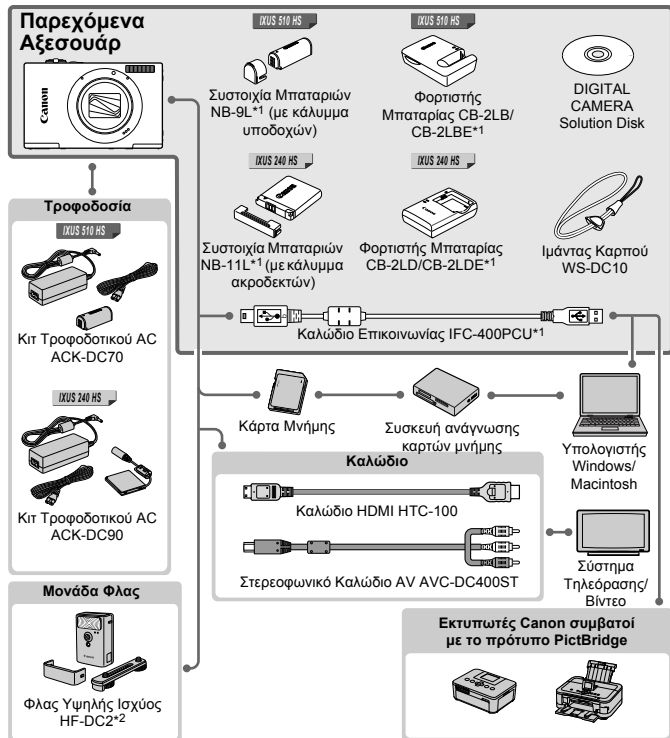 Παρεχόμενα
Αξεσουάρ
Canon
IXUS 510 HS
Συστοιχία Μπαταριών
NB-9L*1 (με κάλυμμα
υποδοχών)
IXUS 510 HS
Φορτιστής
Μπαταρίας CB-2LB/
CB-2LBE*1
DIGITAL
CAMERA
Solution Disk
IXUS 240 HS
Συστοιχία Μπαταριών
NB-11L*1 (με κάλυμμα
ακροδεκτών)
IXUS 240 HS
Φορτιστής Μπαταρίας
CB-2LD/CB-2LDE*1
Ιμάντας Καρπού
WS-DC10
Καλώδιο Επικοινωνίας IFC-400PCU*1
Τροφοδοσία
IXUS 510 HS
Κιτ Τροφοδοτικού AC
ACK-DC70
IXUS 240 HS
Κιτ Τροφοδοτικού AC
ACK-DC90
Κάρτα Μνήμης
Συσκευή ανάγνωσης
καρτών μνήμης
Υπολογιστής
Windows/
Macintosh
Καλώδιο
Καλώδιο HDMI HTC-100
Στερεοφωνικό Καλώδιο AV AVC-DC400ST
Σύστημα
Τηλεόρασης/
Βίντεο
Μονάδα Φλας
Φλας Υψηλής Ισχύος
HF-DC2*2
Εκτυπωτές Canon συμβατοί
με το πρότυπο PictBridge